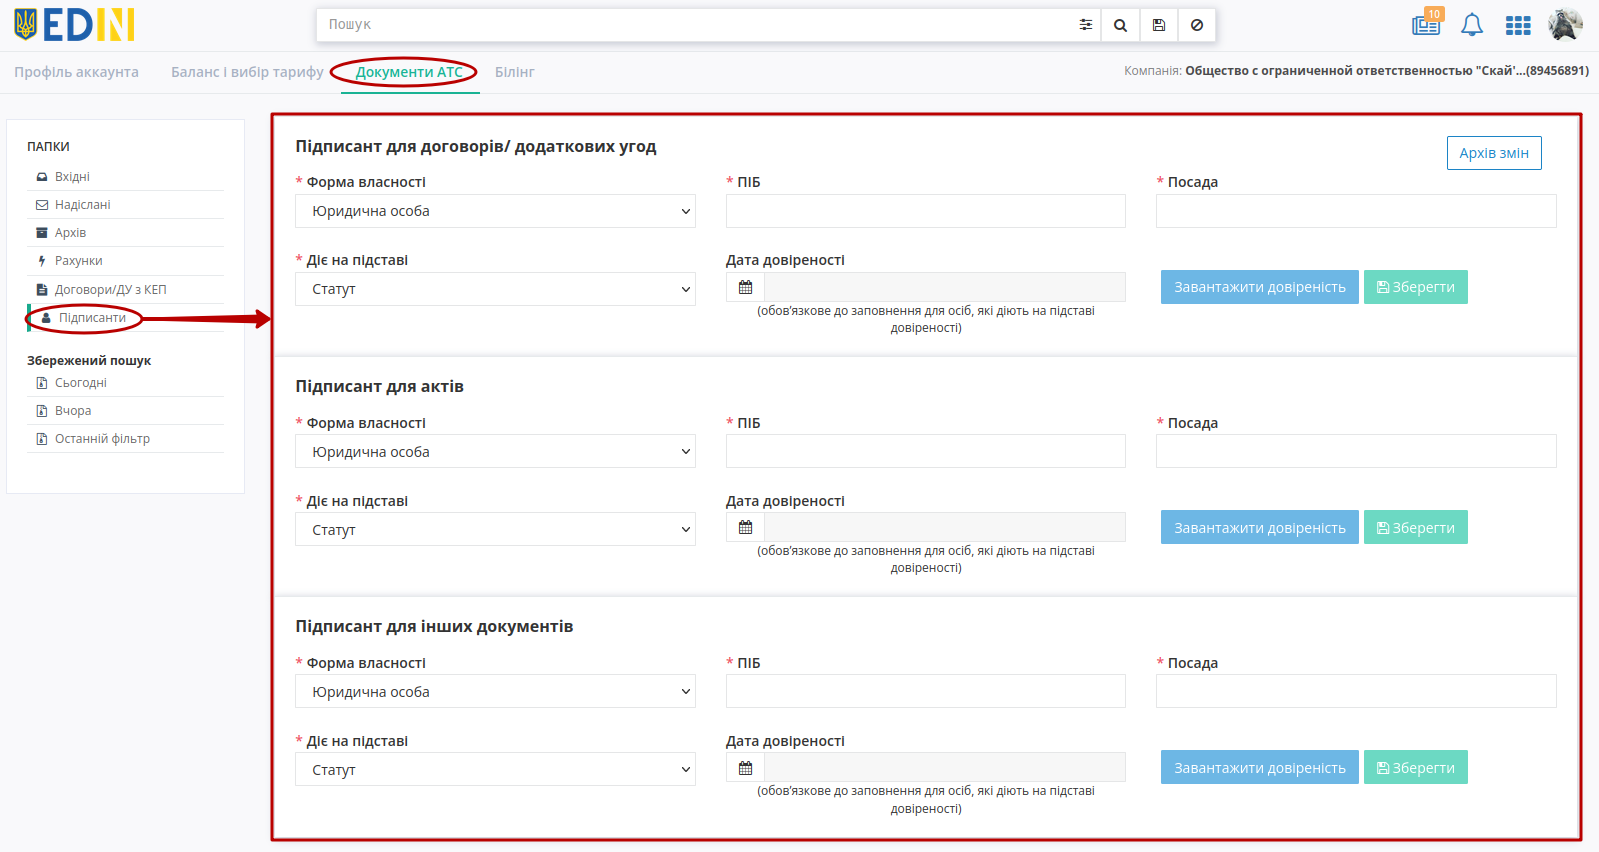 EDIN
Пошук
10
Профіль аккаунта
Баланс і вибір тарифу
Документи АТС
Білінг
Компанія: Общество с ограниченной ответственностью "Скай'...(89456891)
ПАПКИ
Вхідні
Надіслані
Архів
Рахунки
Договори/ДУ з КЕП
Підписанти
Збережений пошук
Сьогодні
Вчора
Останній фільтр
Підписант для договорів/ додаткових угод
Архів змін
* Форма власності
* ПІБ
* Посада
Юридична особа
* Діє на підставі
Дата довіреності
Статут
Завантажити довіреність
Зберегти
(обов’язкове до заповнення для осіб, які діють на підставі
довіреності)
Підписант для актів
* Форма власності
* ПІБ
* Посада
Юридична особа
* Діє на підставі
Дата довіреності
Статут
Завантажити довіреність
Зберегти
(обов’язкове до заповнення для осіб, які діють на підставі
довіреності)
Підписант для інших документів
* Форма власності
* ПІБ
* Посада
Юридична особа
* Діє на підставі
Дата довіреності
Статут
Завантажити довіреність
Зберегти
(обов’язкове до заповнення для осіб, які діють на підставі
довіреності)